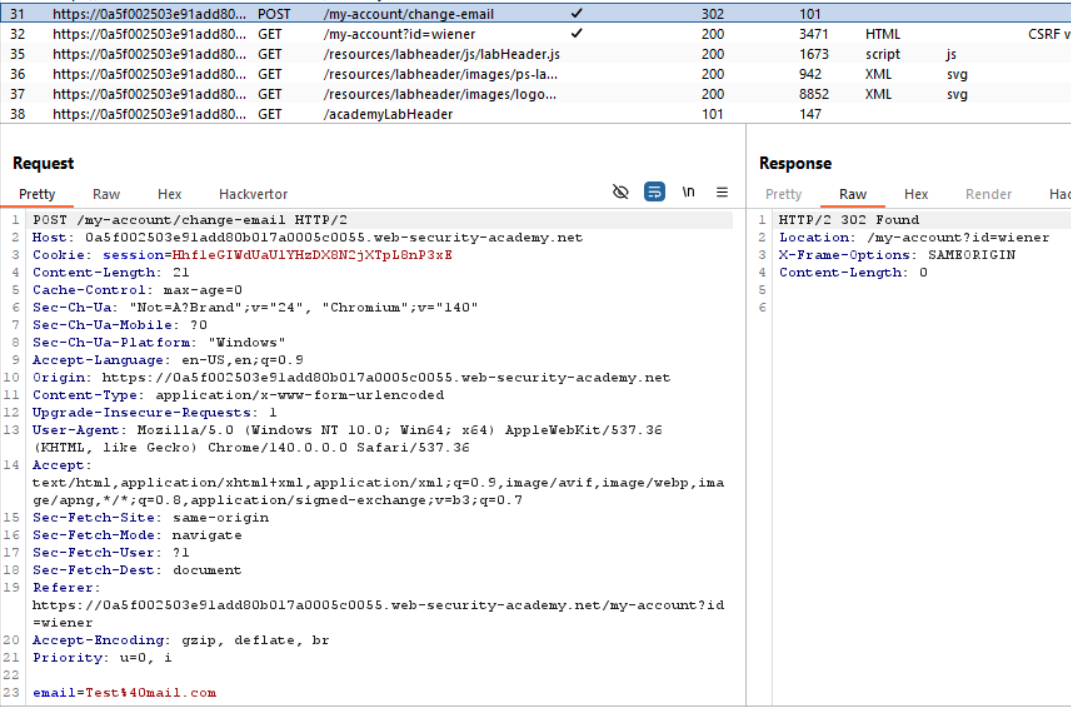 31 https://0a5f002503e91add80... POST /my-account/change-email ✓ 302 101
32 https://0a5f002503e91add80... GET /my-account?id=wiener ✓ 200 3471 HTML CSRF v
35 https://0a5f002503e91add80... GET /resources/labheader/js/labHeader.js 200 1673 script js
36 https://0a5f002503e91add80... GET /resources/labheader/images/ps-la... 200 942 XML svg
37 https://0a5f002503e91add80... GET /resources/labheader/images/logo... 200 8852 XML svg
38 https://0a5f002503e91add80... GET /academyLabHeader 101 147
Request
Pretty Raw Hex Hackvertor \n
1 POST /my-account/change-email HTTP/2
2 Host: 0a5f002503e91add80b017a0005c0055.web-security-academy.net
3 Cookie: session=HhfleGIWdUaUlYHzDX8N2jXTpL8nP3xE
4 Content-Length: 21
5 Cache-Control: max-age=0
6 Sec-Ch-Ua: "Not=A?Brand";v="24", "Chromium";v="140"
7 Sec-Ch-Ua-Mobile: ?0
8 Sec-Ch-Ua-Platform: "Windows"
9 Accept-Language: en-US,en;q=0.9
10 Origin: https://0a5f002503e91add80b017a0005c0055.web-security-academy.net
11 Content-Type: application/x-www-form-urlencoded
12 Upgrade-Insecure-Requests: 1
13 User-Agent: Mozilla/5.0 (Windows NT 10.0; Win64; x64) AppleWebKit/537.36
(KHTML, like Gecko) Chrome/140.0.0.0 Safari/537.36
14 Accept:
text/html,application/xhtml+xml,application/xml;q=0.9,image/avif,image/webp,ima
ge/apng,*/*;q=0.8,application/signed-exchange;v=b3;q=0.7
15 Sec-Fetch-Site: same-origin
16 Sec-Fetch-Mode: navigate
17 Sec-Fetch-User: ?1
18 Sec-Fetch-Dest: document
19 Referer:
https://0a5f002503e91add80b017a0005c0055.web-security-academy.net/my-account?id
=wiener
20 Accept-Encoding: gzip, deflate, br
21 Priority: u=0, i
22
23 email=Test%40mail.com
Response
Pretty Raw Hex Render Hac
1 HTTP/2 302 Found
2 Location: /my-account?id=wiener
3 X-Frame-Options: SAMEORIGIN
4 Content-Length: 0
5
6